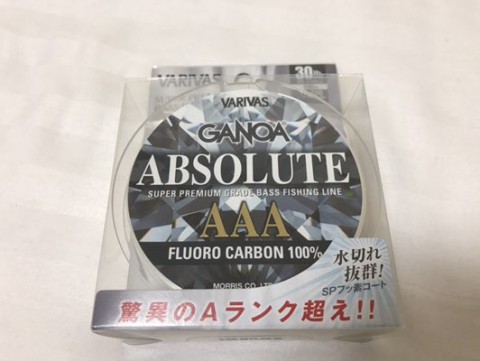 VARIVAS
30
VARIVAS
GANOA
ABSOLUTE
SUPER PREMIUM GRADE BASS FISHING LINE
AAA
FLUORO CARBON 100%
水切れ
抜群!
SPフッ素コート
MORRIS CO.,
驚異のAランク超え!!